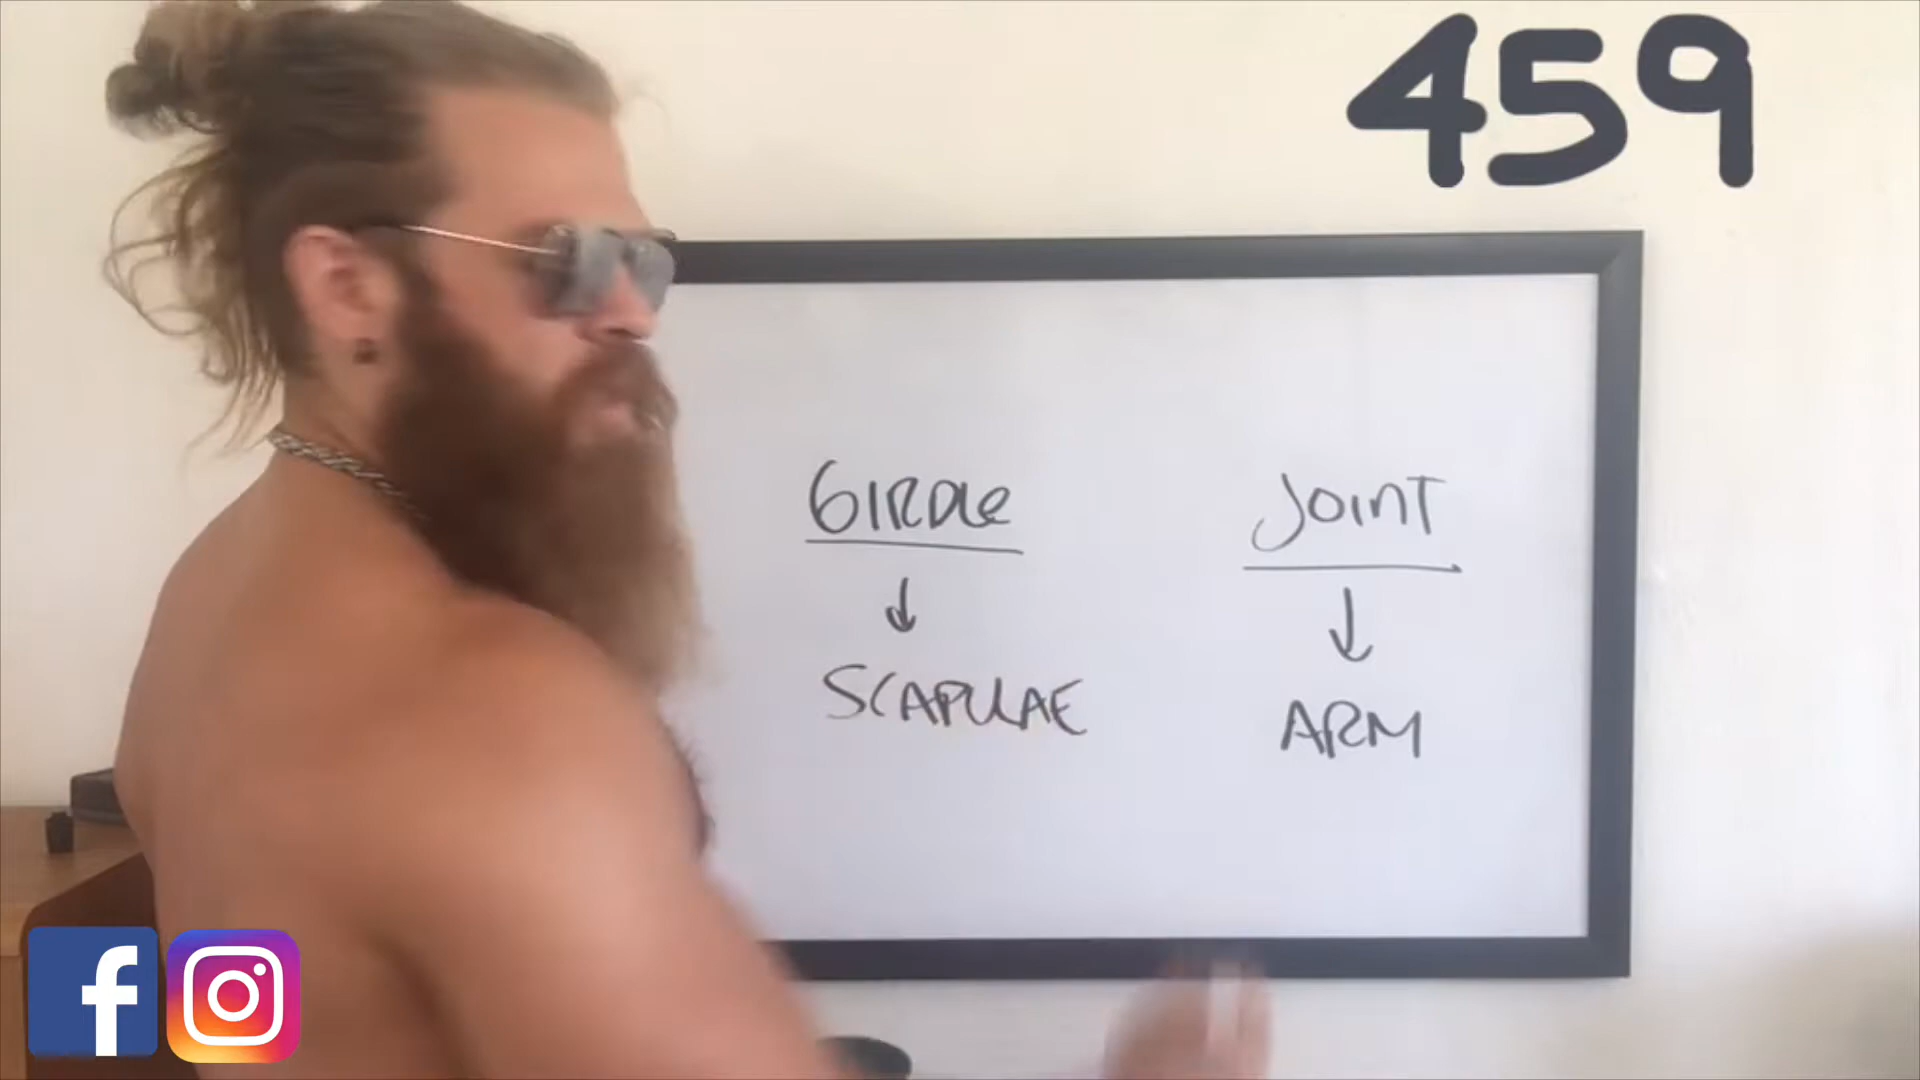 459
GIRDLE
JOINT
↓
↓
SCAPULAE
ARM